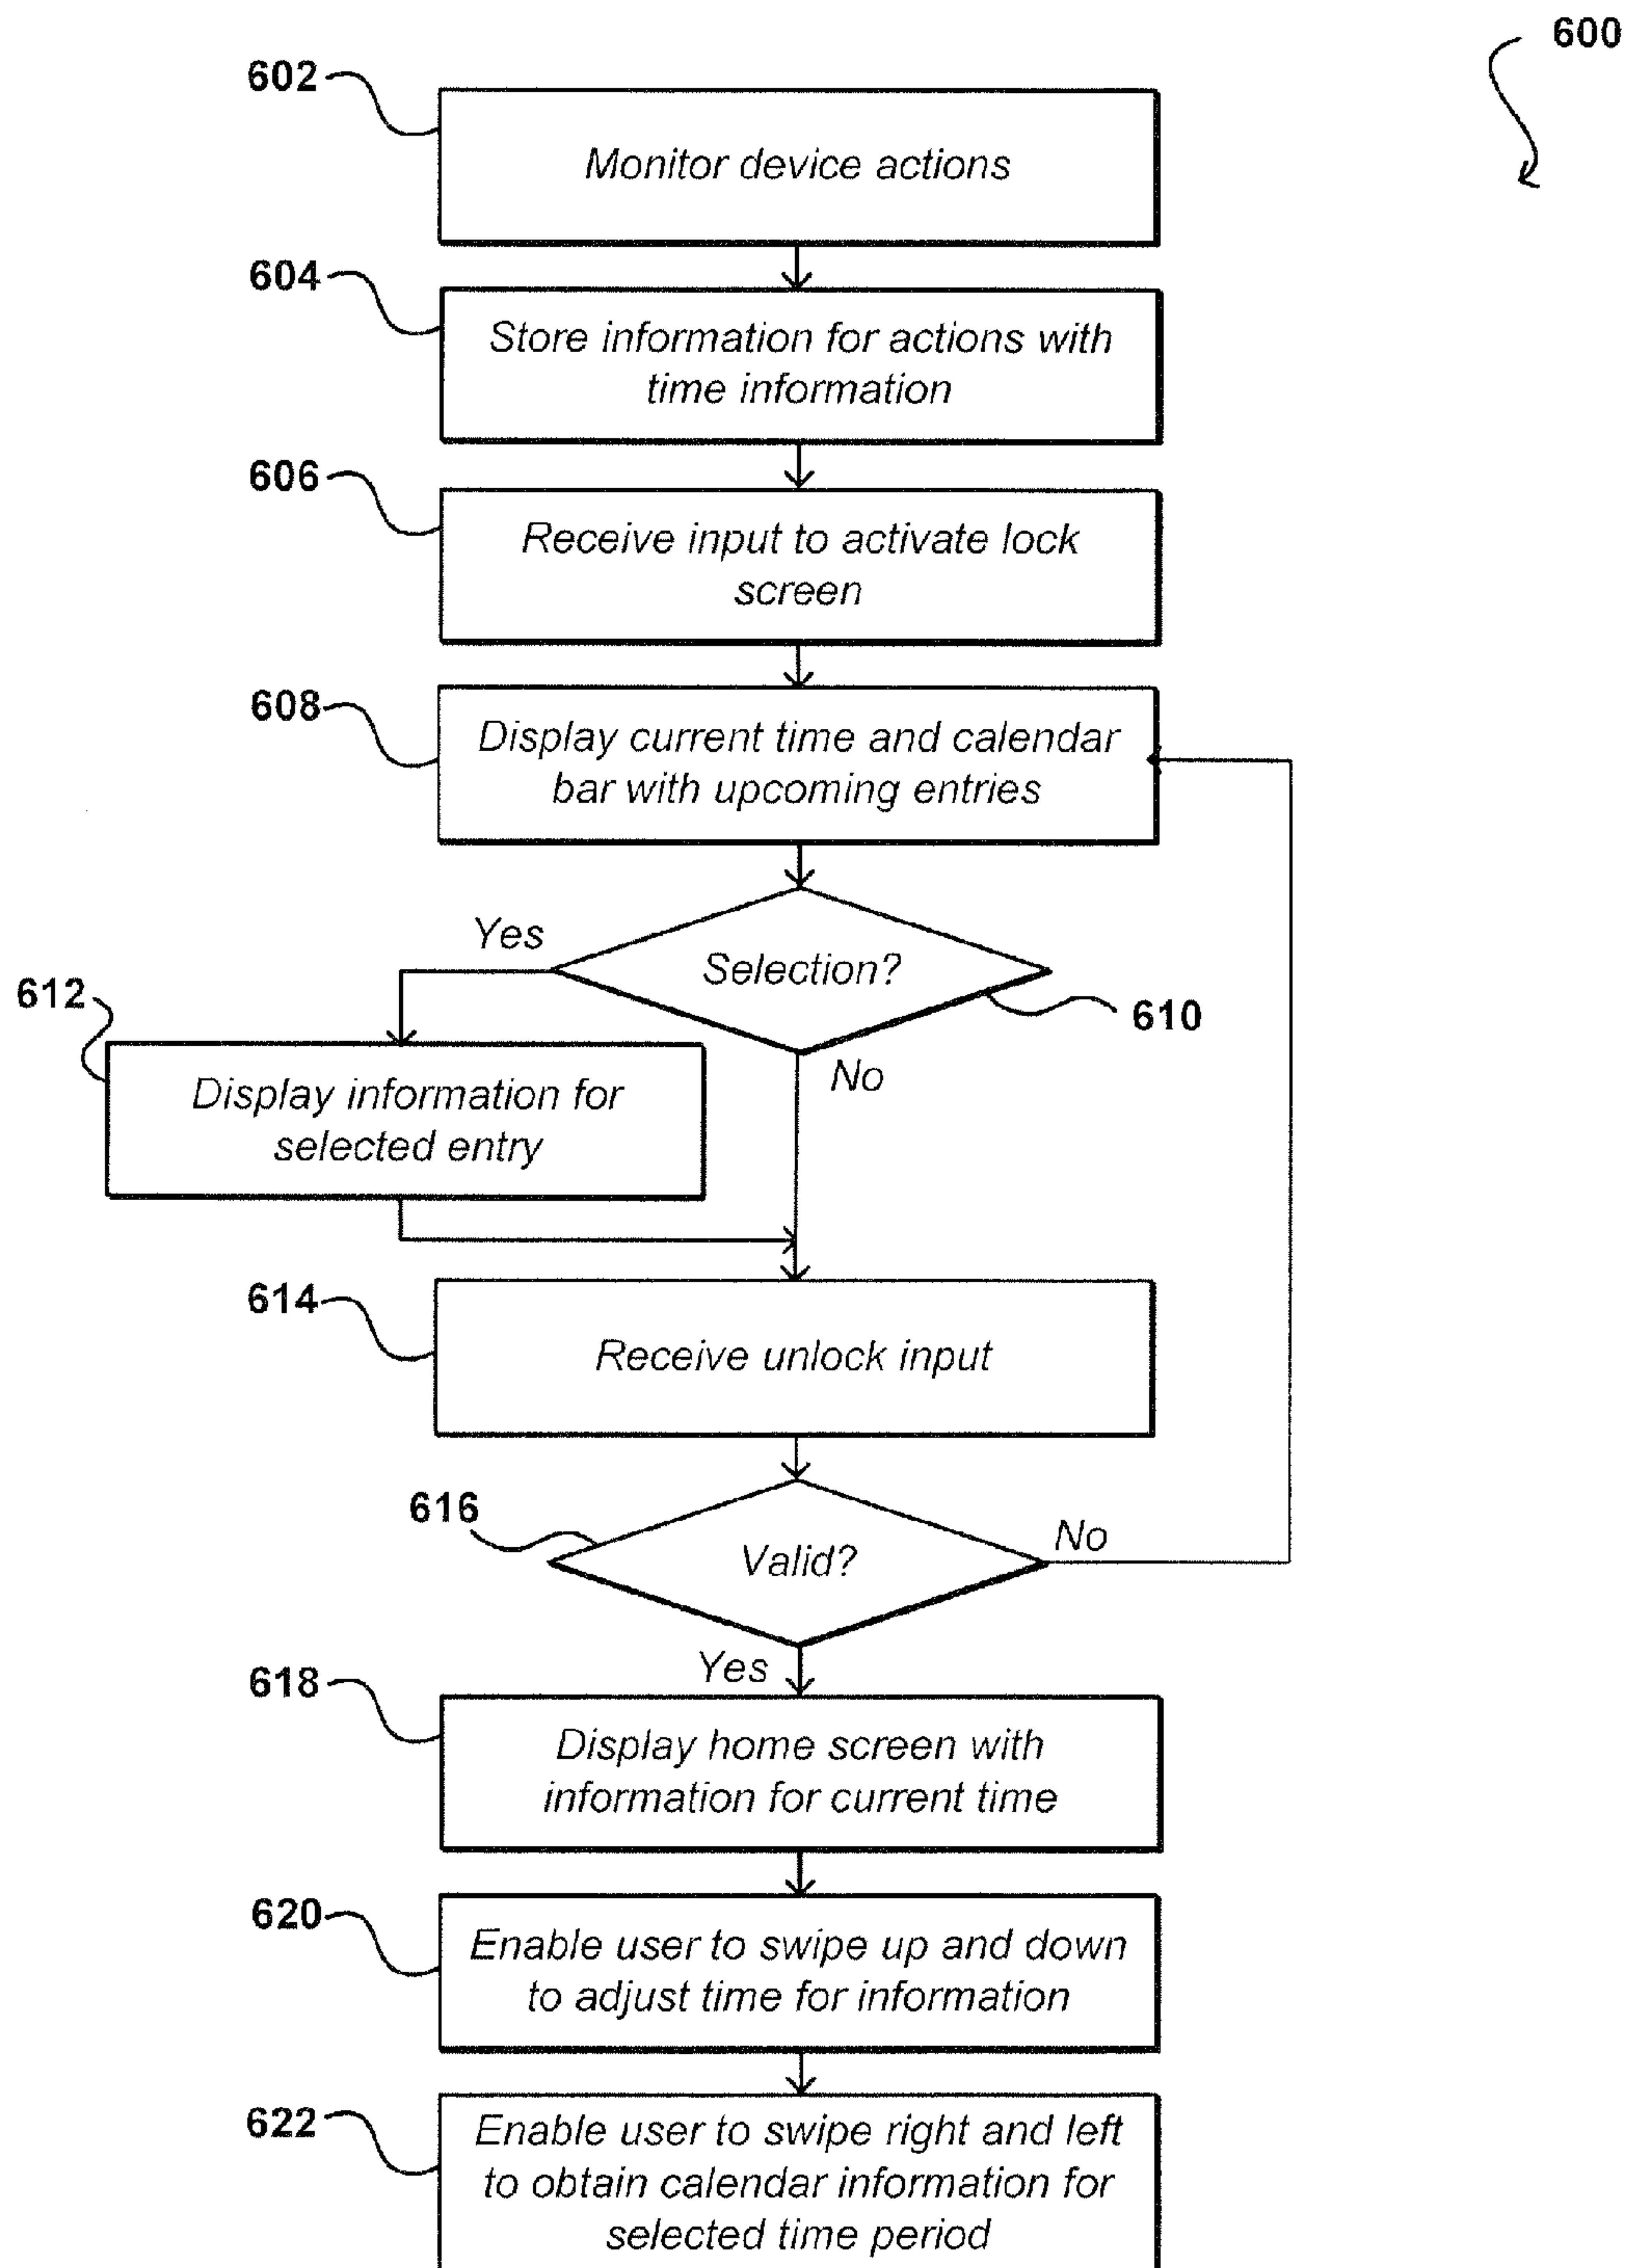 600
602
Monitor device actions
604
Store information for actions with
time information
606
Receive input to activate lock
screen
608
Display current time and calendar
bar with upcoming entries
Yes
Selection?
610
612
No
Display information for
selected entry
614
Receive unlock input
616
No
Valid?
Yes
618
Display home screen with
information for current time
620
Enable user to swipe up and down
to adjust time for information
622
Enable user to swipe right and left
to obtain calendar information for
selected time period